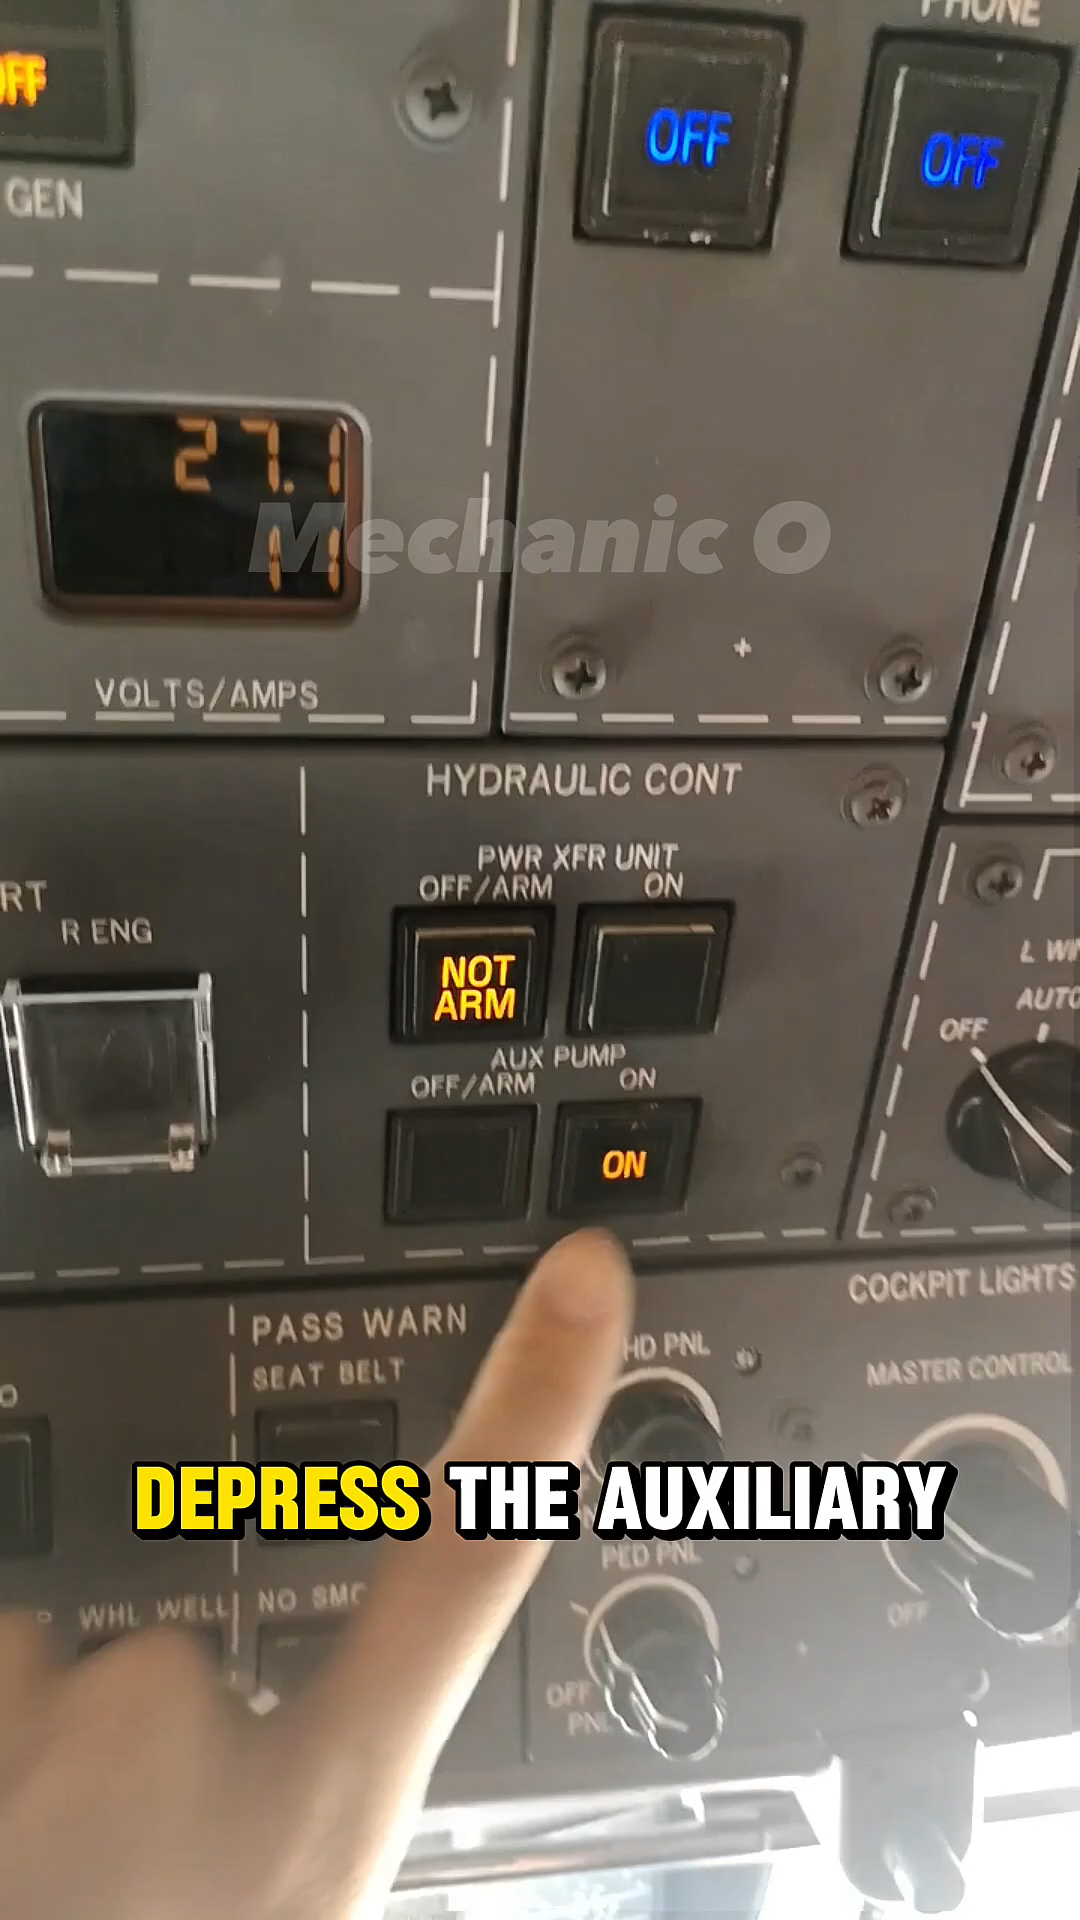 PHONE
OFF
OFF
OFF
GEN
27.1
11
Mechanic O
VOLTS/AMPS
HYDRAULIC CONT
PWR XFR UNIT
OFF/ARM ON
NOT
ARM
RT
R ENG
AUX PUMP
OFF/ARM ON
ON
AUTO
OFF
PASS WARN
SEAT BELT
COCKPIT LIGHTS
HD PNL
MASTER CONTROL
DEPRESS THE AUXILIARY
PED PNL
WHL WELL
NO SMO
OFF
OFF
PNL